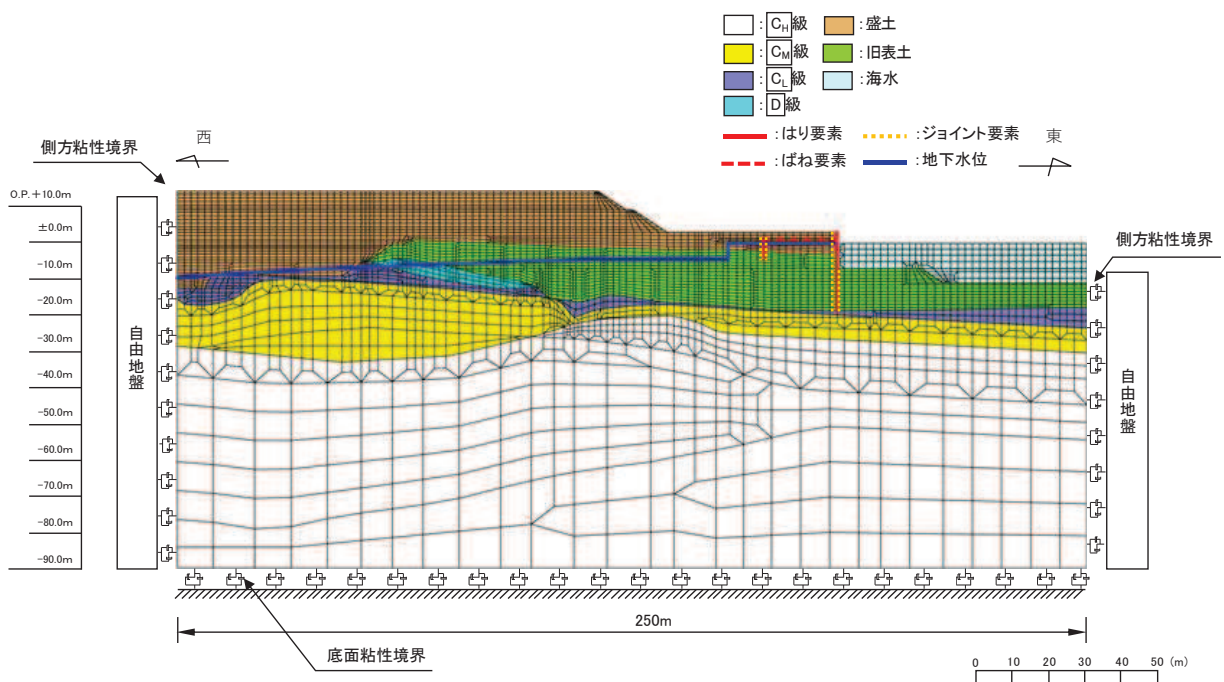 C_H級
:盛土
C_M級
:旧表土
C_L級
:海水
D級
:はり要素
:ジョイント要素
:ばね要素
:地下水位
西
東
側方粘性境界
側方粘性境界
O.P.+10.0m
±0.0m
-10.0m
-20.0m
-30.0m
-40.0m
-50.0m
-60.0m
-70.0m
-80.0m
-90.0m
自由地盤
自由地盤
250m
底面粘性境界
0 10 20 30 40 50 (m)